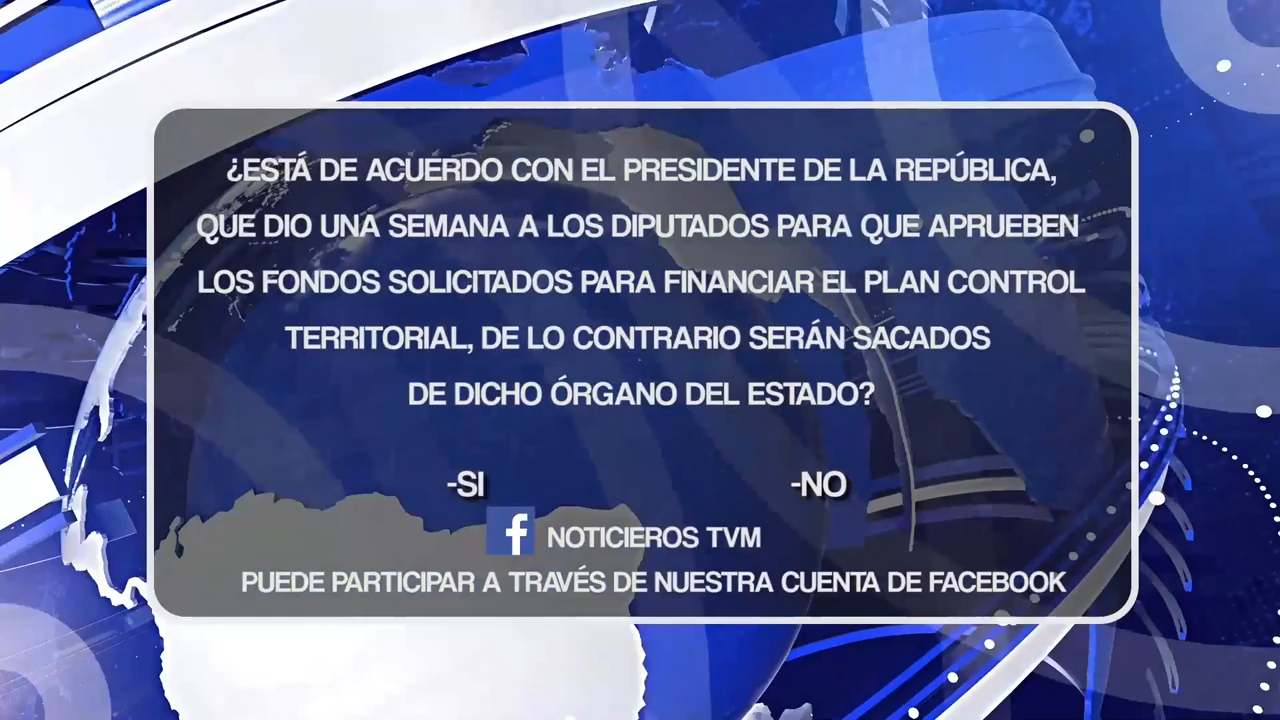 ¿ESTÁ DE ACUERDO CON EL PRESIDENTE DE LA REPÚBLICA,
QUE DIO UNA SEMANA A LOS DIPUTADOS PARA QUE APRUEBEN
LOS FONDOS SOLICITADOS PARA FINANCIAR EL PLAN CONTROL
TERRITORIAL, DE LO CONTRARIO SERÁN SACADOS
DE DICHO ÓRGANO DEL ESTADO?
-SI -NO
f NOTICIEROS TVM
PUEDE PARTICIPAR A TRAVÉS DE NUESTRA CUENTA DE FACEBOOK